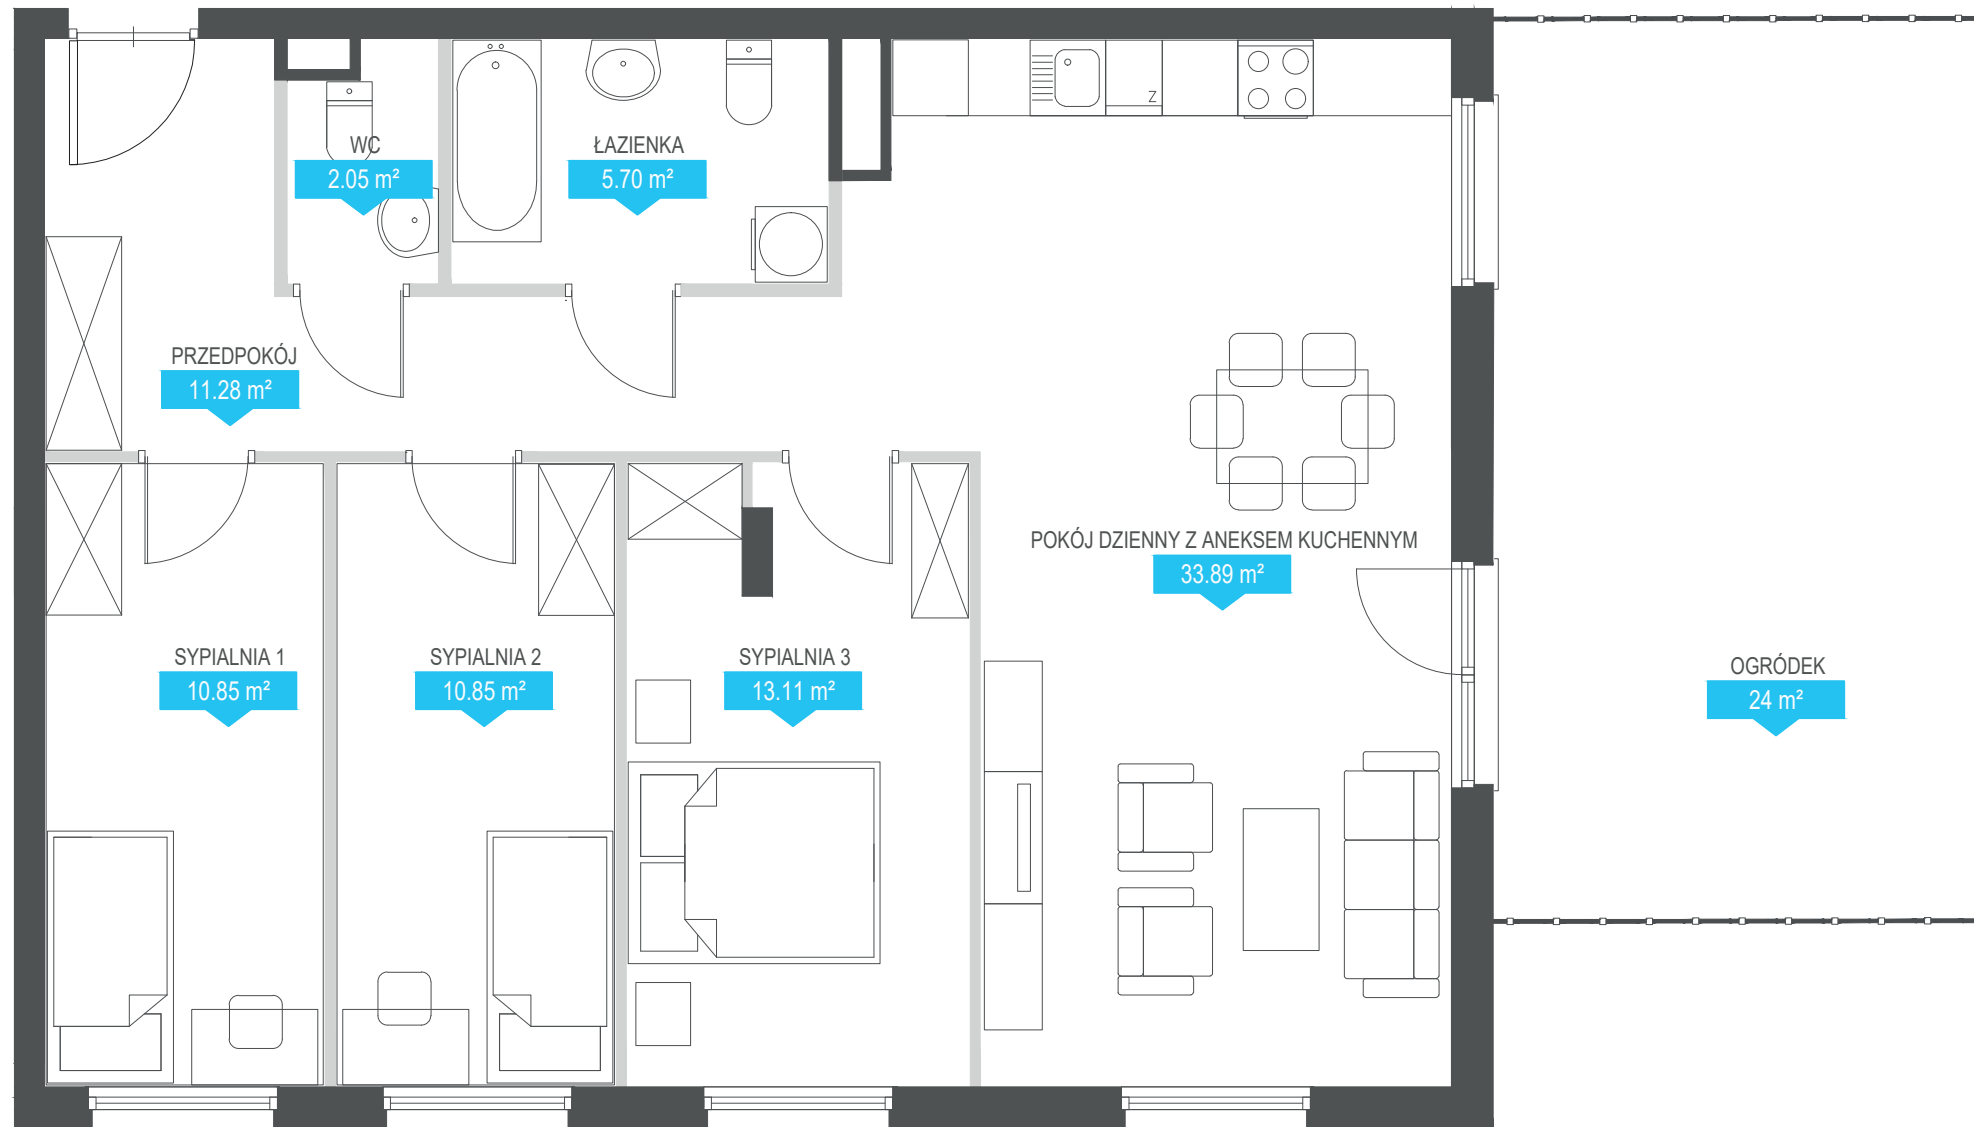 WC
2.05 m²
ŁAZIENKA
5.70 m²
Z
PRZEDPOKÓJ
11.28 m²
POKÓJ DZIENNY Z ANEKSEM KUCHENNYM
33.89 m²
SYPIALNIA 1
10.85 m²
SYPIALNIA 2
10.85 m²
SYPIALNIA 3
13.11 m²
OGRÓDEK
24 m²